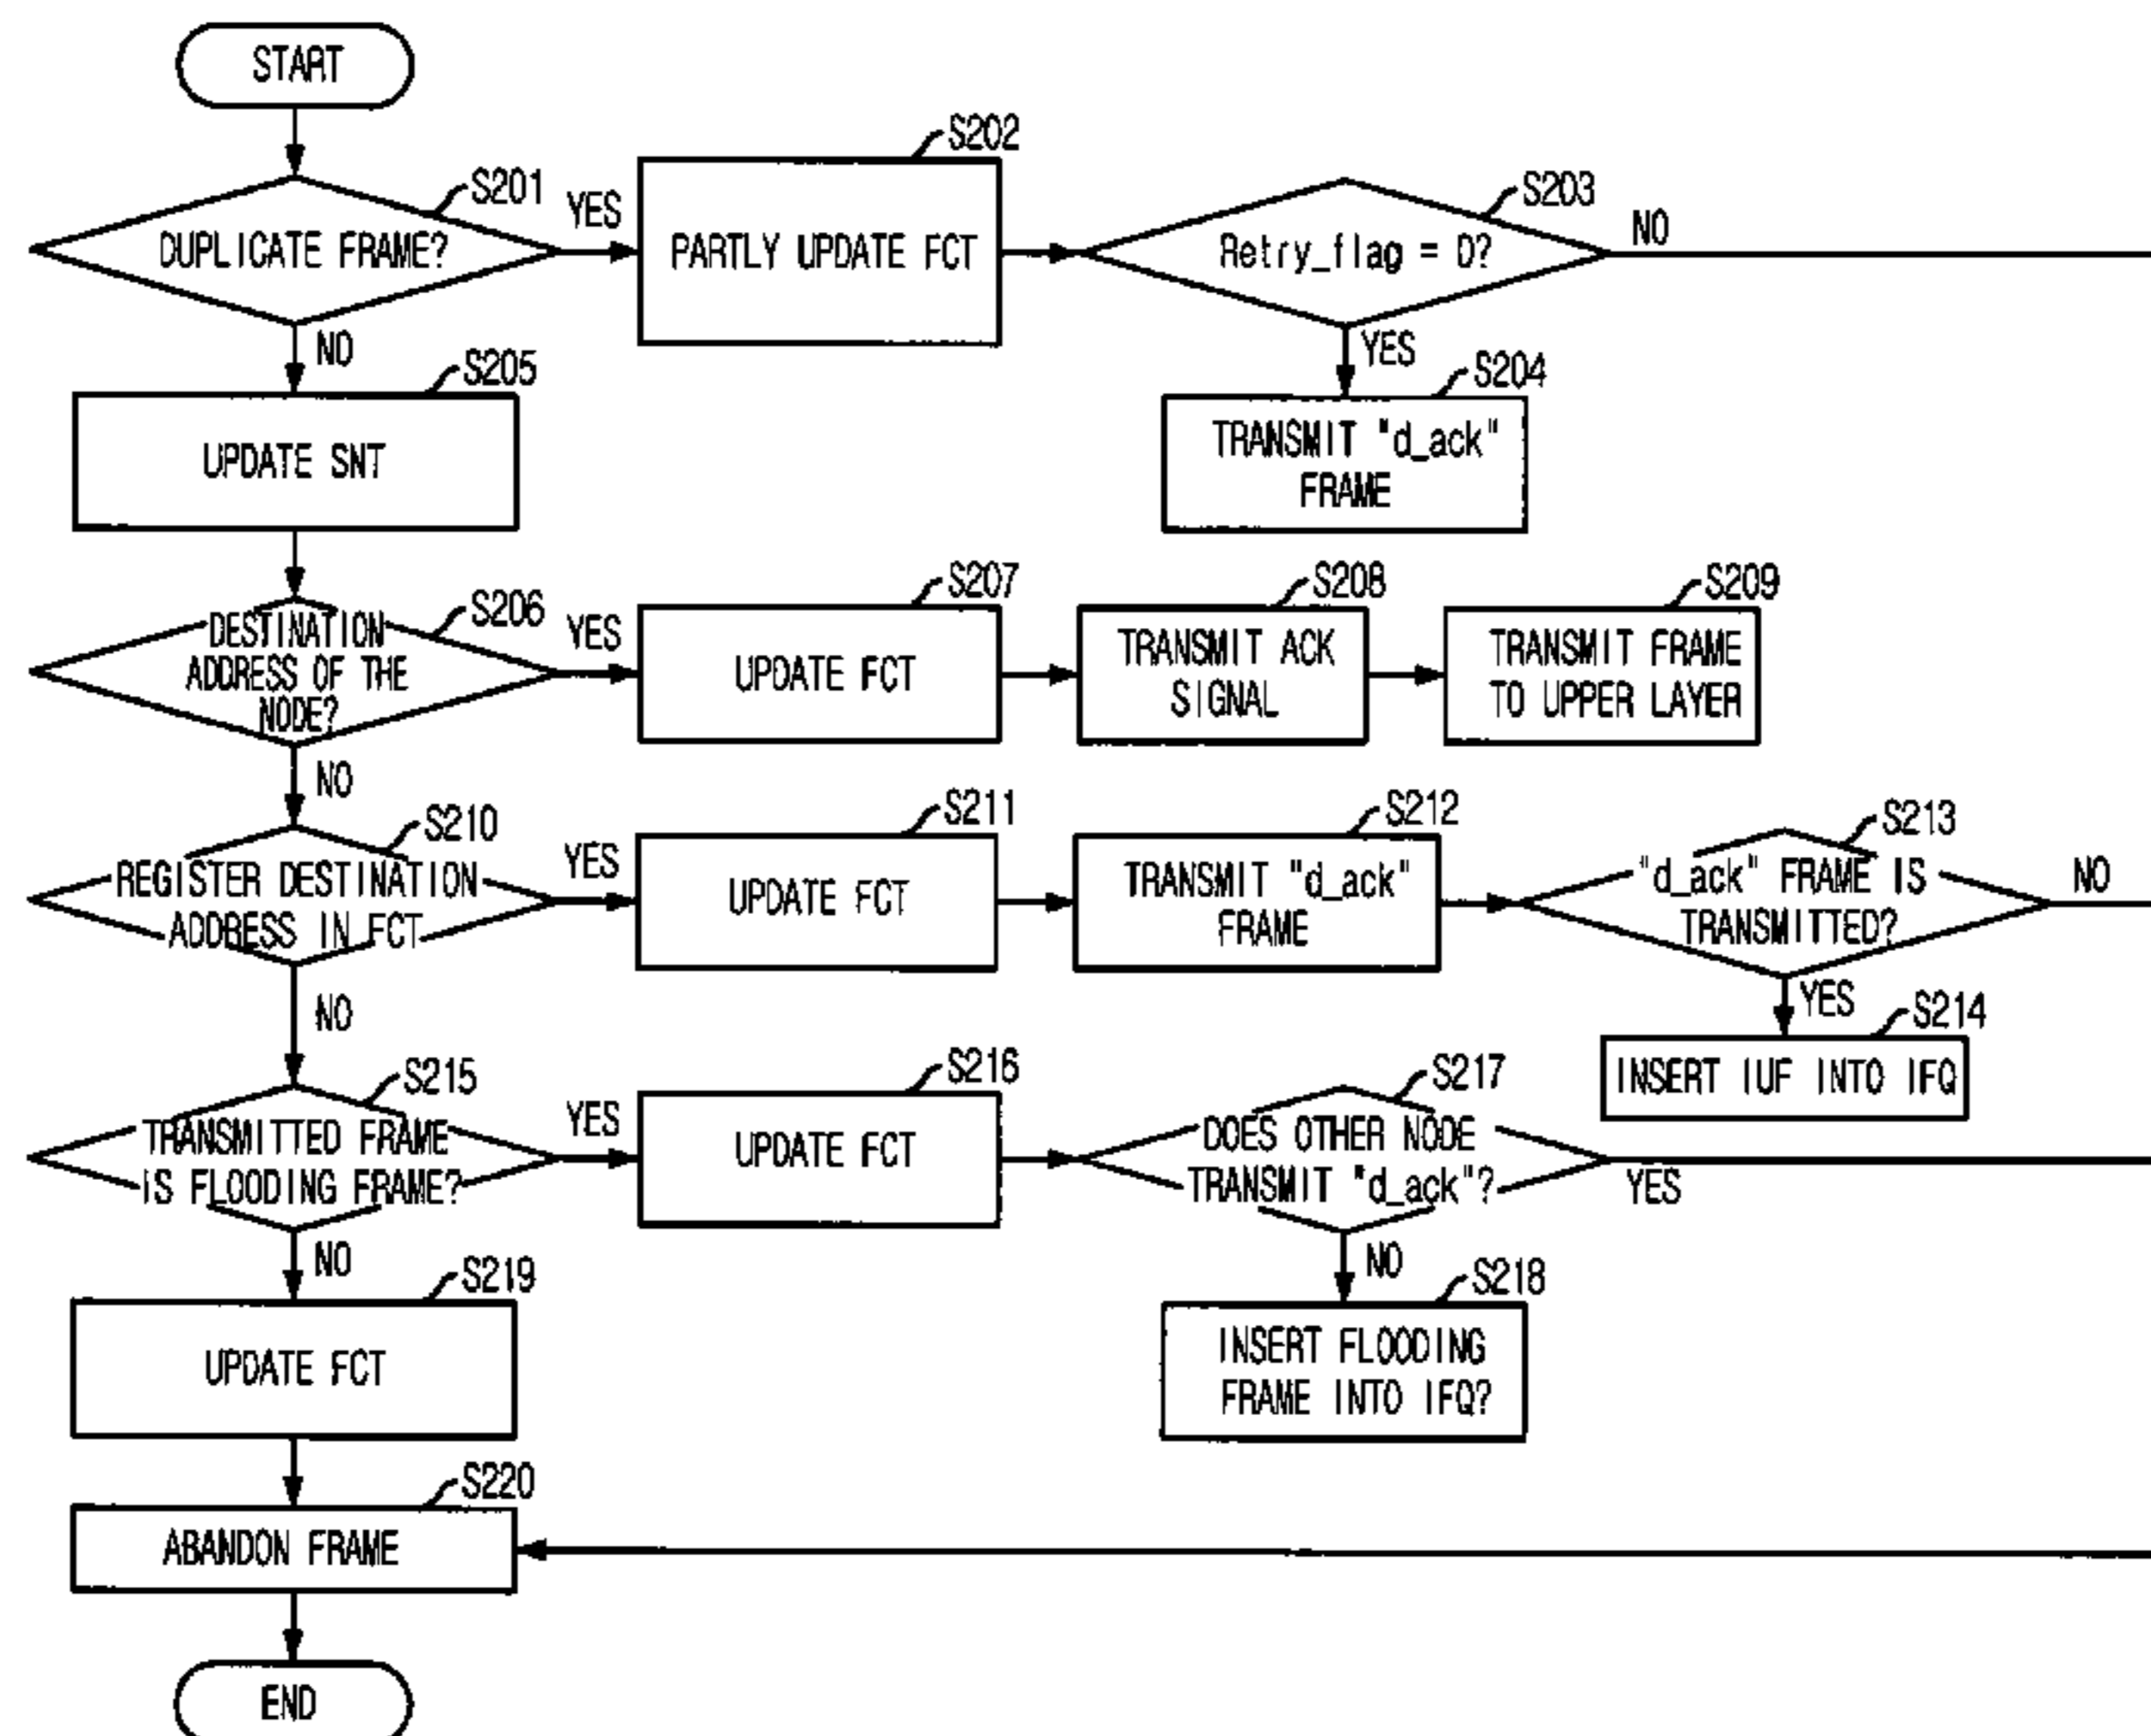 START
S201
DUPLICATE FRAME?
YES
NO
S202
PARTLY UPDATE FCT
S203
Retry_flag = 0?
NO
YES
S204
TRANSMIT "d_ack"
FRAME
S205
UPDATE SNT
S206
DESTINATION
ADDRESS OF THE
NODE?
YES
NO
S207
UPDATE FCT
S208
TRANSMIT ACK
SIGNAL
S209
TRANSMIT FRAME
TO UPPER LAYER
S210
REGISTER DESTINATION
ADDRESS IN FCT
YES
NO
S211
UPDATE FCT
S212
TRANSMIT "d_ack"
FRAME
S213
"d_ack" FRAME IS
TRANSMITTED?
NO
YES
S214
INSERT IUF INTO IFQ
S215
TRANSMITTED FRAME
IS FLOODING FRAME?
YES
NO
S216
UPDATE FCT
S217
DOES OTHER NODE
TRANSMIT "d_ack"?
YES
NO
S218
INSERT FLOODING
FRAME INTO IFQ?
S219
UPDATE FCT
S220
ABANDON FRAME
END